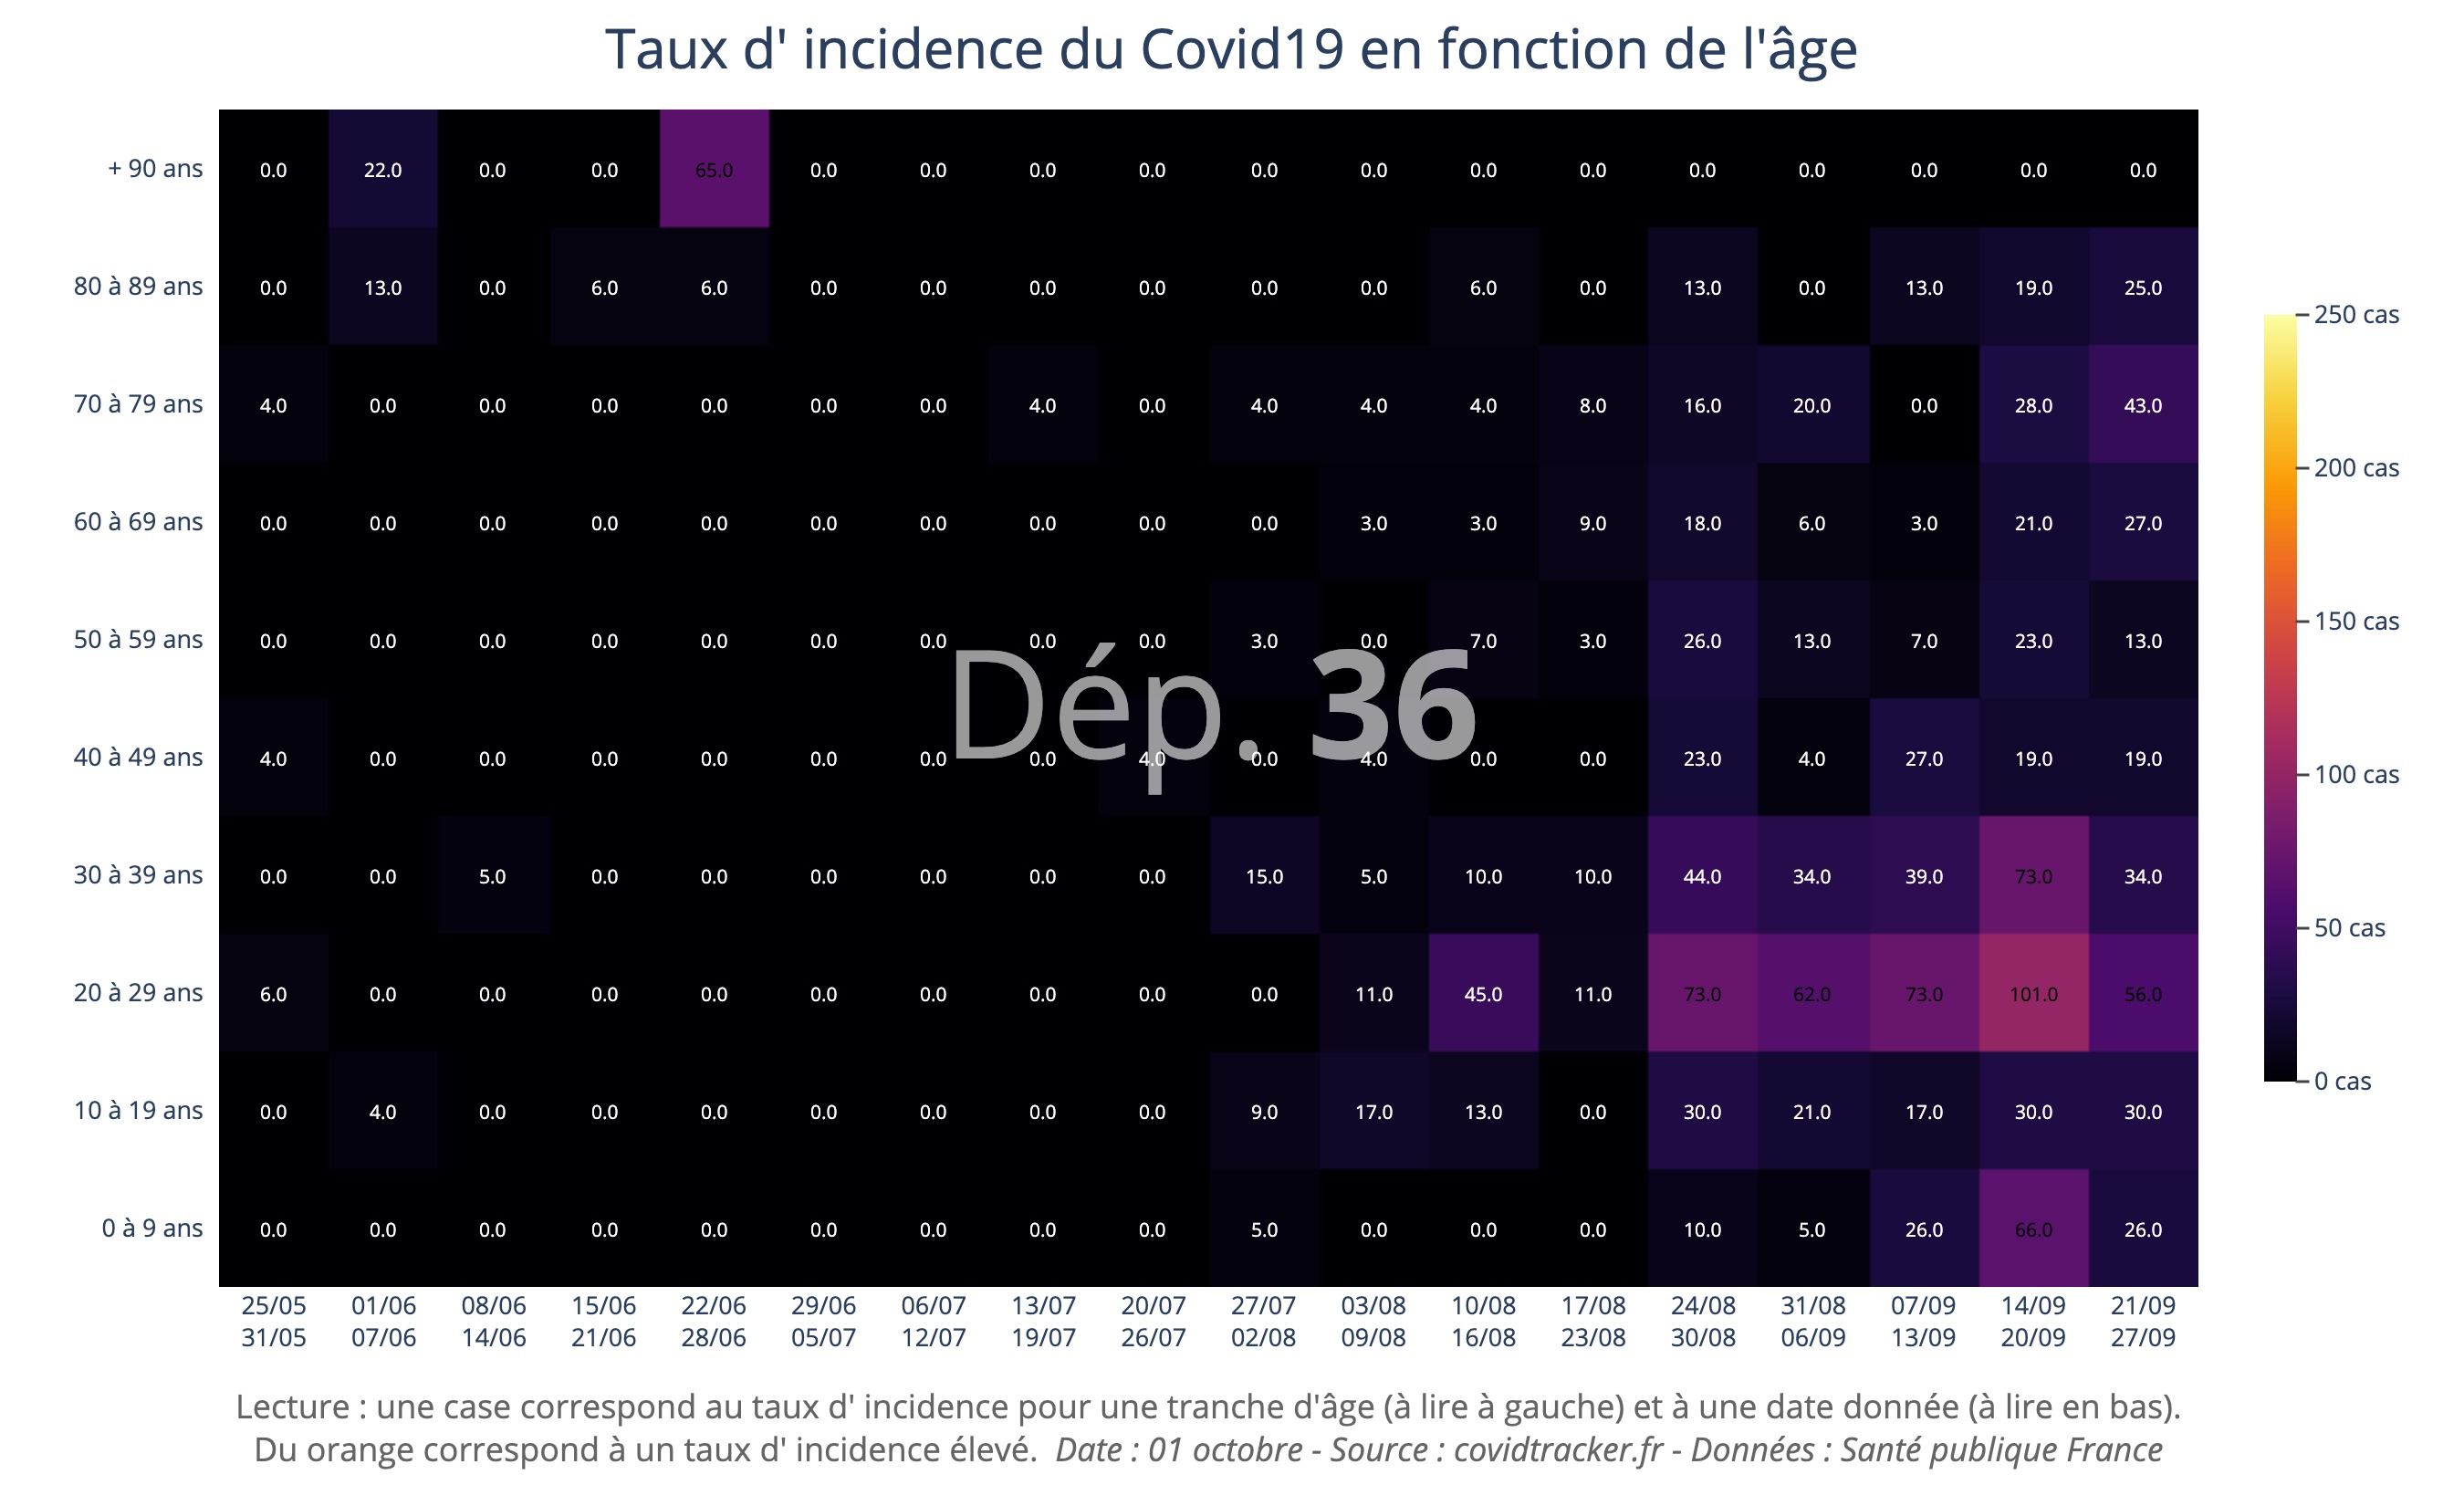 Taux d' incidence du Covid19 en fonction de l'âge
+ 90 ans 0.0 22.0 0.0 0.0 65.0 0.0 0.0 0.0 0.0 0.0 0.0 0.0 0.0 0.0 0.0 0.0 0.0 0.0
80 à 89 ans 0.0 13.0 0.0 6.0 6.0 0.0 0.0 0.0 0.0 0.0 0.0 6.0 0.0 13.0 0.0 13.0 19.0 25.0
250 cas
70 à 79 ans 4.0 0.0 0.0 0.0 0.0 0.0 0.0 4.0 0.0 4.0 4.0 4.0 8.0 16.0 20.0 0.0 28.0 43.0
200 cas
60 à 69 ans 0.0 0.0 0.0 0.0 0.0 0.0 0.0 0.0 0.0 0.0 3.0 3.0 9.0 18.0 6.0 3.0 21.0 27.0
150 cas
50 à 59 ans 0.0 0.0 0.0 0.0 0.0 0.0 0.0 0.0 0.0 3.0 0.0 7.0 3.0 26.0 13.0 7.0 23.0 13.0
Dép. 36
40 à 49 ans 4.0 0.0 0.0 0.0 0.0 0.0 0.0 0.0 4.0 0.0 4.0 0.0 0.0 23.0 4.0 27.0 19.0 19.0
100 cas
30 à 39 ans 0.0 0.0 5.0 0.0 0.0 0.0 0.0 0.0 0.0 15.0 5.0 10.0 10.0 44.0 34.0 39.0 73.0 34.0
50 cas
20 à 29 ans 6.0 0.0 0.0 0.0 0.0 0.0 0.0 0.0 0.0 0.0 11.0 45.0 11.0 73.0 62.0 73.0 101.0 56.0
0 cas
10 à 19 ans 0.0 4.0 0.0 0.0 0.0 0.0 0.0 0.0 0.0 9.0 17.0 13.0 0.0 30.0 21.0 17.0 30.0 30.0
0 à 9 ans 0.0 0.0 0.0 0.0 0.0 0.0 0.0 0.0 0.0 5.0 0.0 0.0 0.0 10.0 5.0 26.0 66.0 26.0
25/05 01/06 08/06 15/06 22/06 29/06 06/07 13/07 20/07 27/07 03/08 10/08 17/08 24/08 31/08 07/09 14/09 21/09
31/05 07/06 14/06 21/06 28/06 05/07 12/07 19/07 26/07 02/08 09/08 16/08 23/08 30/08 06/09 13/09 20/09 27/09
Lecture : une case correspond au taux d' incidence pour une tranche d'âge (à lire à gauche) et à une date donnée (à lire en bas).
Du orange correspond à un taux d' incidence élevé. Date : 01 octobre - Source : covidtracker.fr - Données : Santé publique France